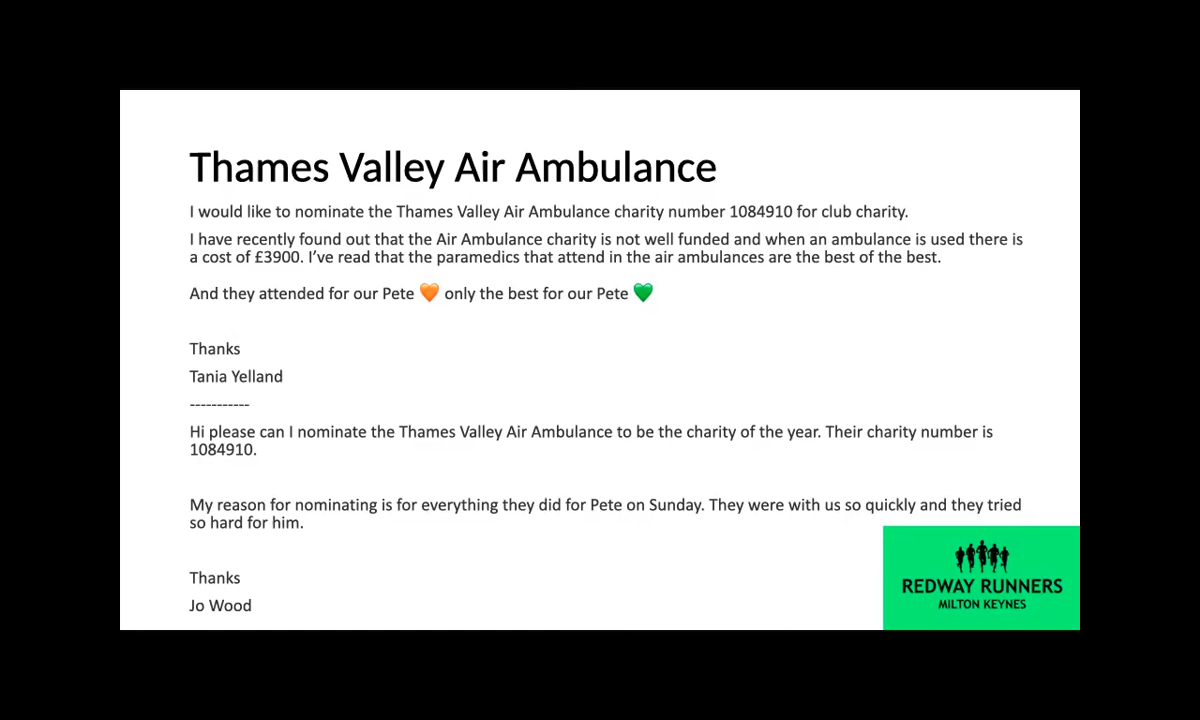 Thames Valley Air Ambulance
I would like to nominate the Thames Valley Air Ambulance charity number 1084910 for club charity.
I have recently found out that the Air Ambulance charity is not well funded and when an ambulance is used there is
a cost of £3900. I’ve read that the paramedics that attend in the air ambulances are the best of the best.
And they attended for our Pete 🧡 only the best for our Pete 💚
Thanks
Tania Yelland
-----------
Hi please can I nominate the Thames Valley Air Ambulance to be the charity of the year. Their charity number is
1084910.
My reason for nominating is for everything they did for Pete on Sunday. They were with us so quickly and they tried
so hard for him.
Thanks
Jo Wood
REDWAY RUNNERS
MILTON KEYNES